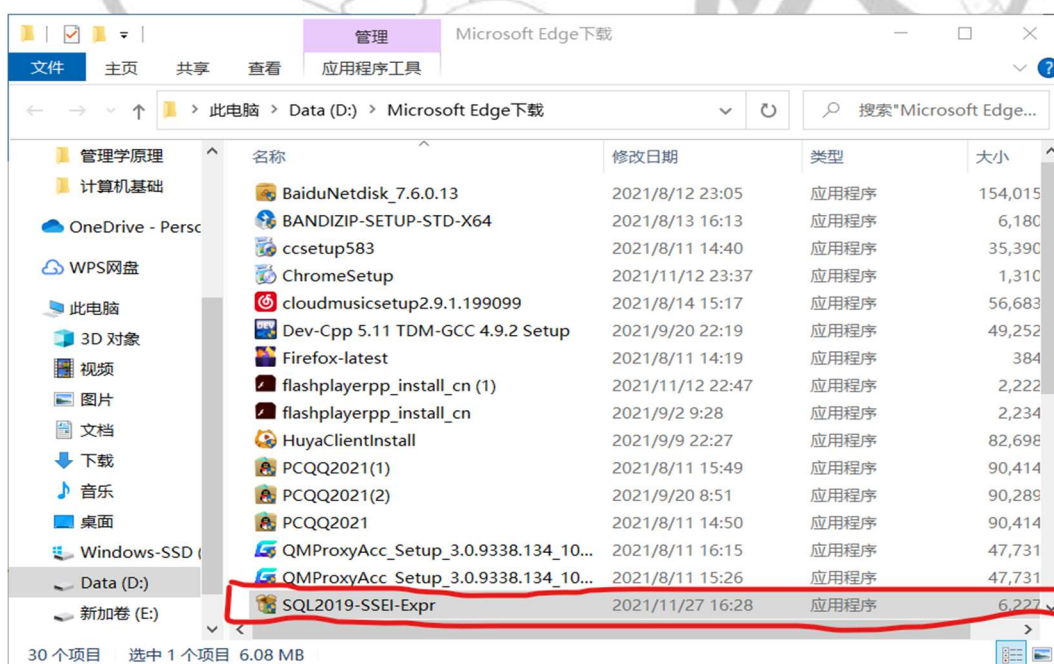 管理 Microsoft Edge下载
文件 主页 共享 查看 应用程序工具
此电脑 > Data (D:) > Microsoft Edge下载 搜索"Microsoft Edge...
管理学原理
计算机基础
OneDrive - Persc
WPS网盘
此电脑
3D 对象
视频
图片
文档
下载
音乐
桌面
Windows-SSD (
Data (D:)
新加卷 (E:)
名称 修改日期 类型 大小
BaiduNetdisk_7.6.0.13 2021/8/12 23:05 应用程序 154,015
BANDIZIP-SETUP-STD-X64 2021/8/13 16:13 应用程序 6,180
ccsetup583 2021/8/11 14:40 应用程序 35,390
ChromeSetup 2021/11/12 23:37 应用程序 1,310
cloudmusicsetup2.9.1.199099 2021/8/14 15:17 应用程序 56,683
Dev-Cpp 5.11 TDM-GCC 4.9.2 Setup 2021/9/20 22:19 应用程序 49,252
Firefox-latest 2021/8/11 14:19 应用程序 384
flashplayerpp_install_cn (1) 2021/11/12 22:47 应用程序 2,222
flashplayerpp_install_cn 2021/9/2 9:28 应用程序 2,234
HuyaClientInstall 2021/9/9 22:27 应用程序 82,698
PCQQ2021(1) 2021/8/11 15:49 应用程序 90,414
PCQQ2021(2) 2021/9/20 8:51 应用程序 90,289
PCQQ2021 2021/8/11 14:50 应用程序 90,414
QMProxyAcc_Setup_3.0.9338.134_10... 2021/8/11 16:15 应用程序 47,731
QMProxyAcc_Setup_3.0.9338.134_10... 2021/8/11 15:26 应用程序 47,731
SQL2019-SSEI-Expr 2021/11/27 16:28 应用程序 6,227
30 个项目 选中 1 个项目 6.08 MB